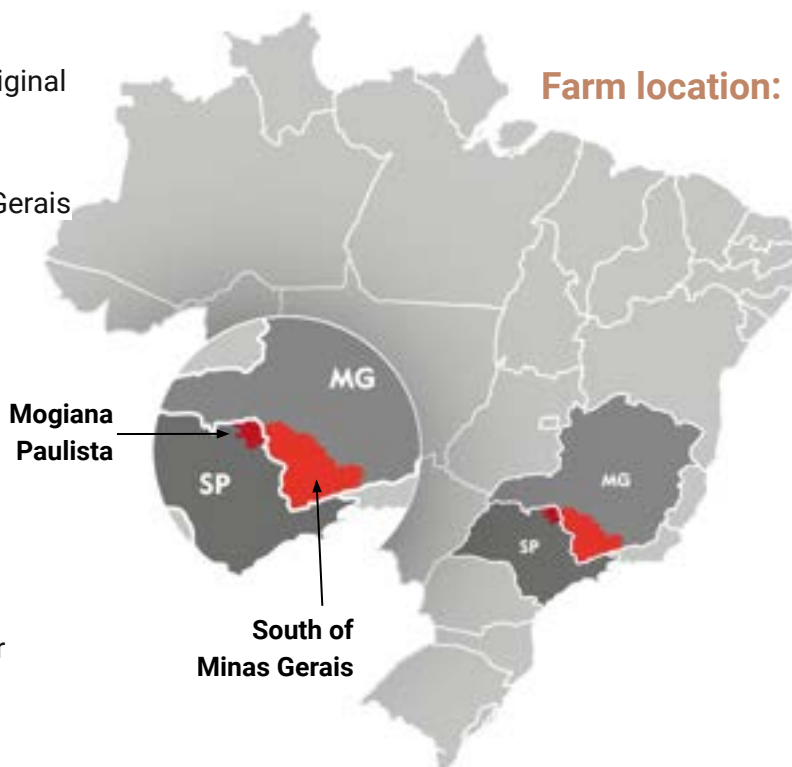 iginal
Farm location:
Gerais
MG
Mogiana
Paulista
SP
MG
SP
South of
Minas Gerais
r